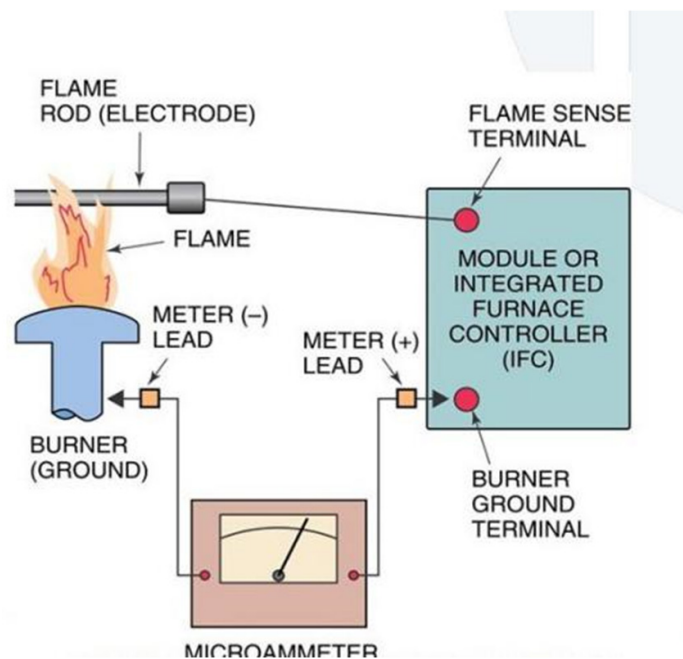 FLAME
ROD (ELECTRODE)
FLAME SENSE
TERMINAL
FLAME
MODULE OR
INTEGRATED
FURNACE
CONTROLLER
(IFC)
METER (–)
LEAD
METER (+)
LEAD
BURNER
(GROUND)
BURNER
GROUND
TERMINAL
MICROAMMETER